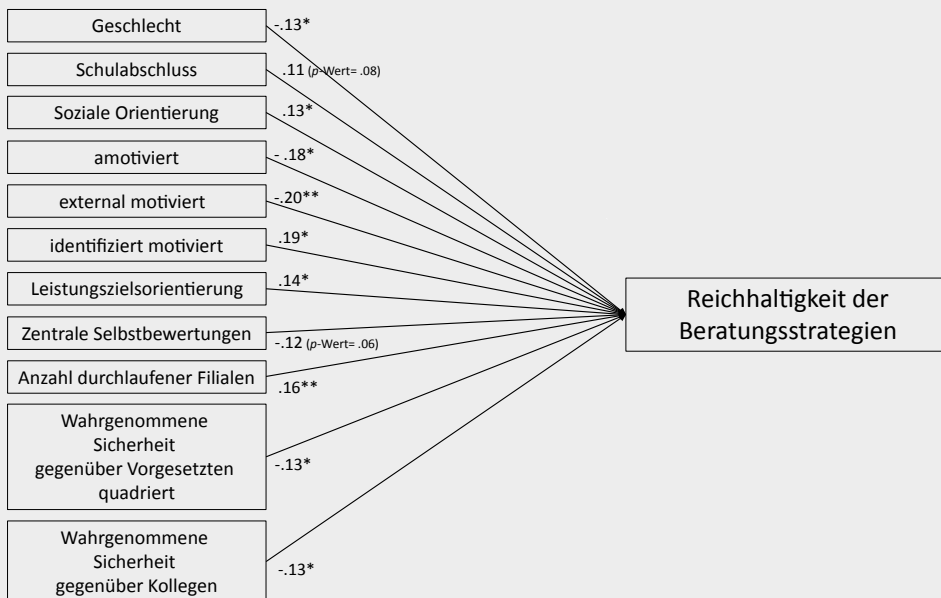 Geschlecht
-.13*
Schulabschluss
.11 (p-Wert= .08)
Soziale Orientierung
.13*
amotiviert
-.18*
external motiviert
-.20**
identifiziert motiviert
.19*
Leistungszielsorientierung
.14*
Zentrale Selbstbewertungen
-.12 (p-Wert= .06)
Anzahl durchlaufener Filialen
.16**
Wahrgenommene
Sicherheit
gegenüber Vorgesetzten
quadriert
-.13*
Wahrgenommene
Sicherheit
gegenüber Kollegen
-.13*
Reichhaltigkeit der
Beratungsstrategien